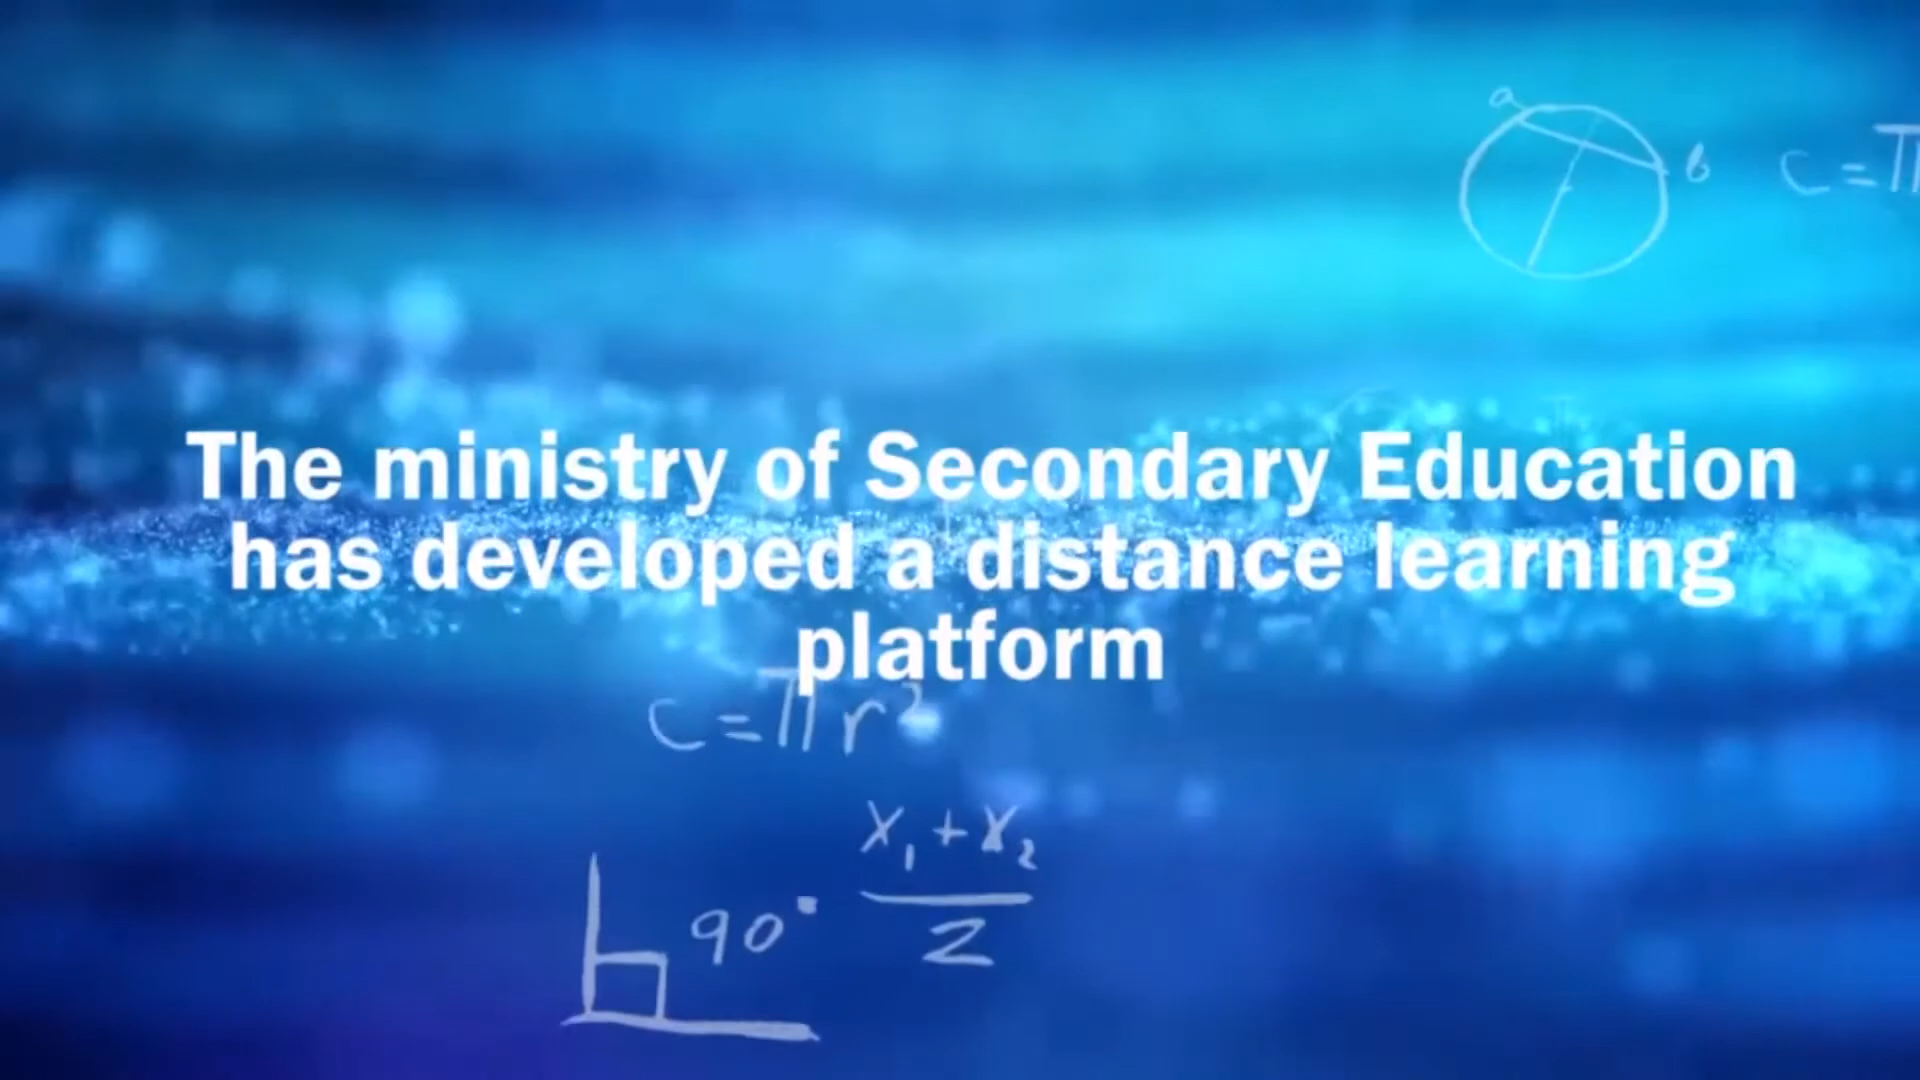 a
b c=π
The ministry of Secondary Education
has developed a distance learning
platform
c=πr²
x₁+x₂
90°
2